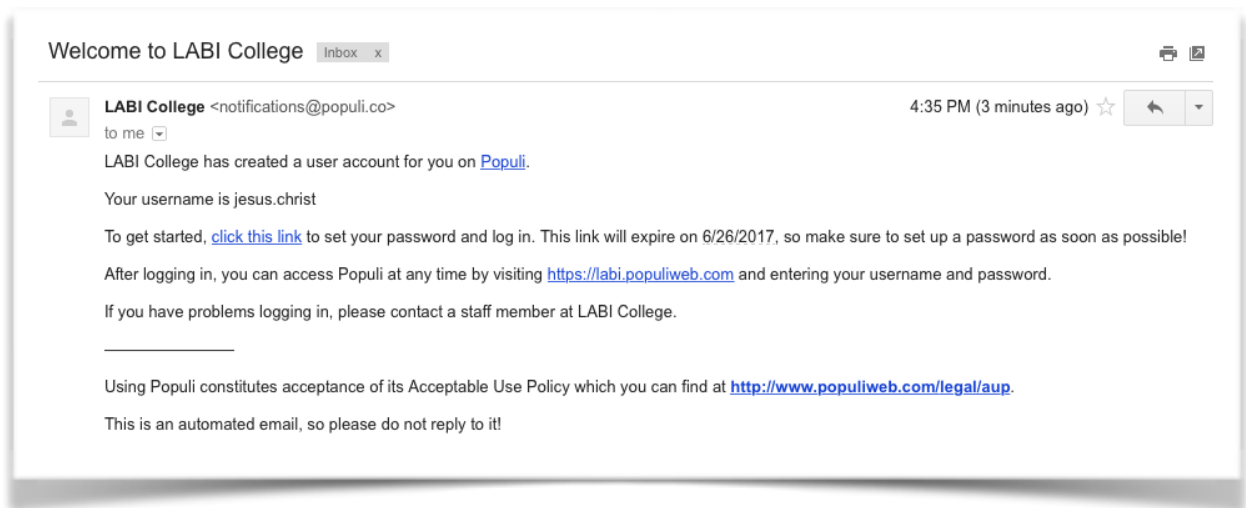 Welcome to LABI College Inbox x
LABI College <notifications@populi.co> 4:35 PM (3 minutes ago)
to me
LABI College has created a user account for you on Populi.
Your username is jesus.christ
To get started, click this link to set your password and log in. This link will expire on 6/26/2017, so make sure to set up a password as soon as possible!
After logging in, you can access Populi at any time by visiting https://labi.populiweb.com and entering your username and password.
If you have problems logging in, please contact a staff member at LABI College.
Using Populi constitutes acceptance of its Acceptable Use Policy which you can find at http://www.populiweb.com/legal/aup.
This is an automated email, so please do not reply to it!